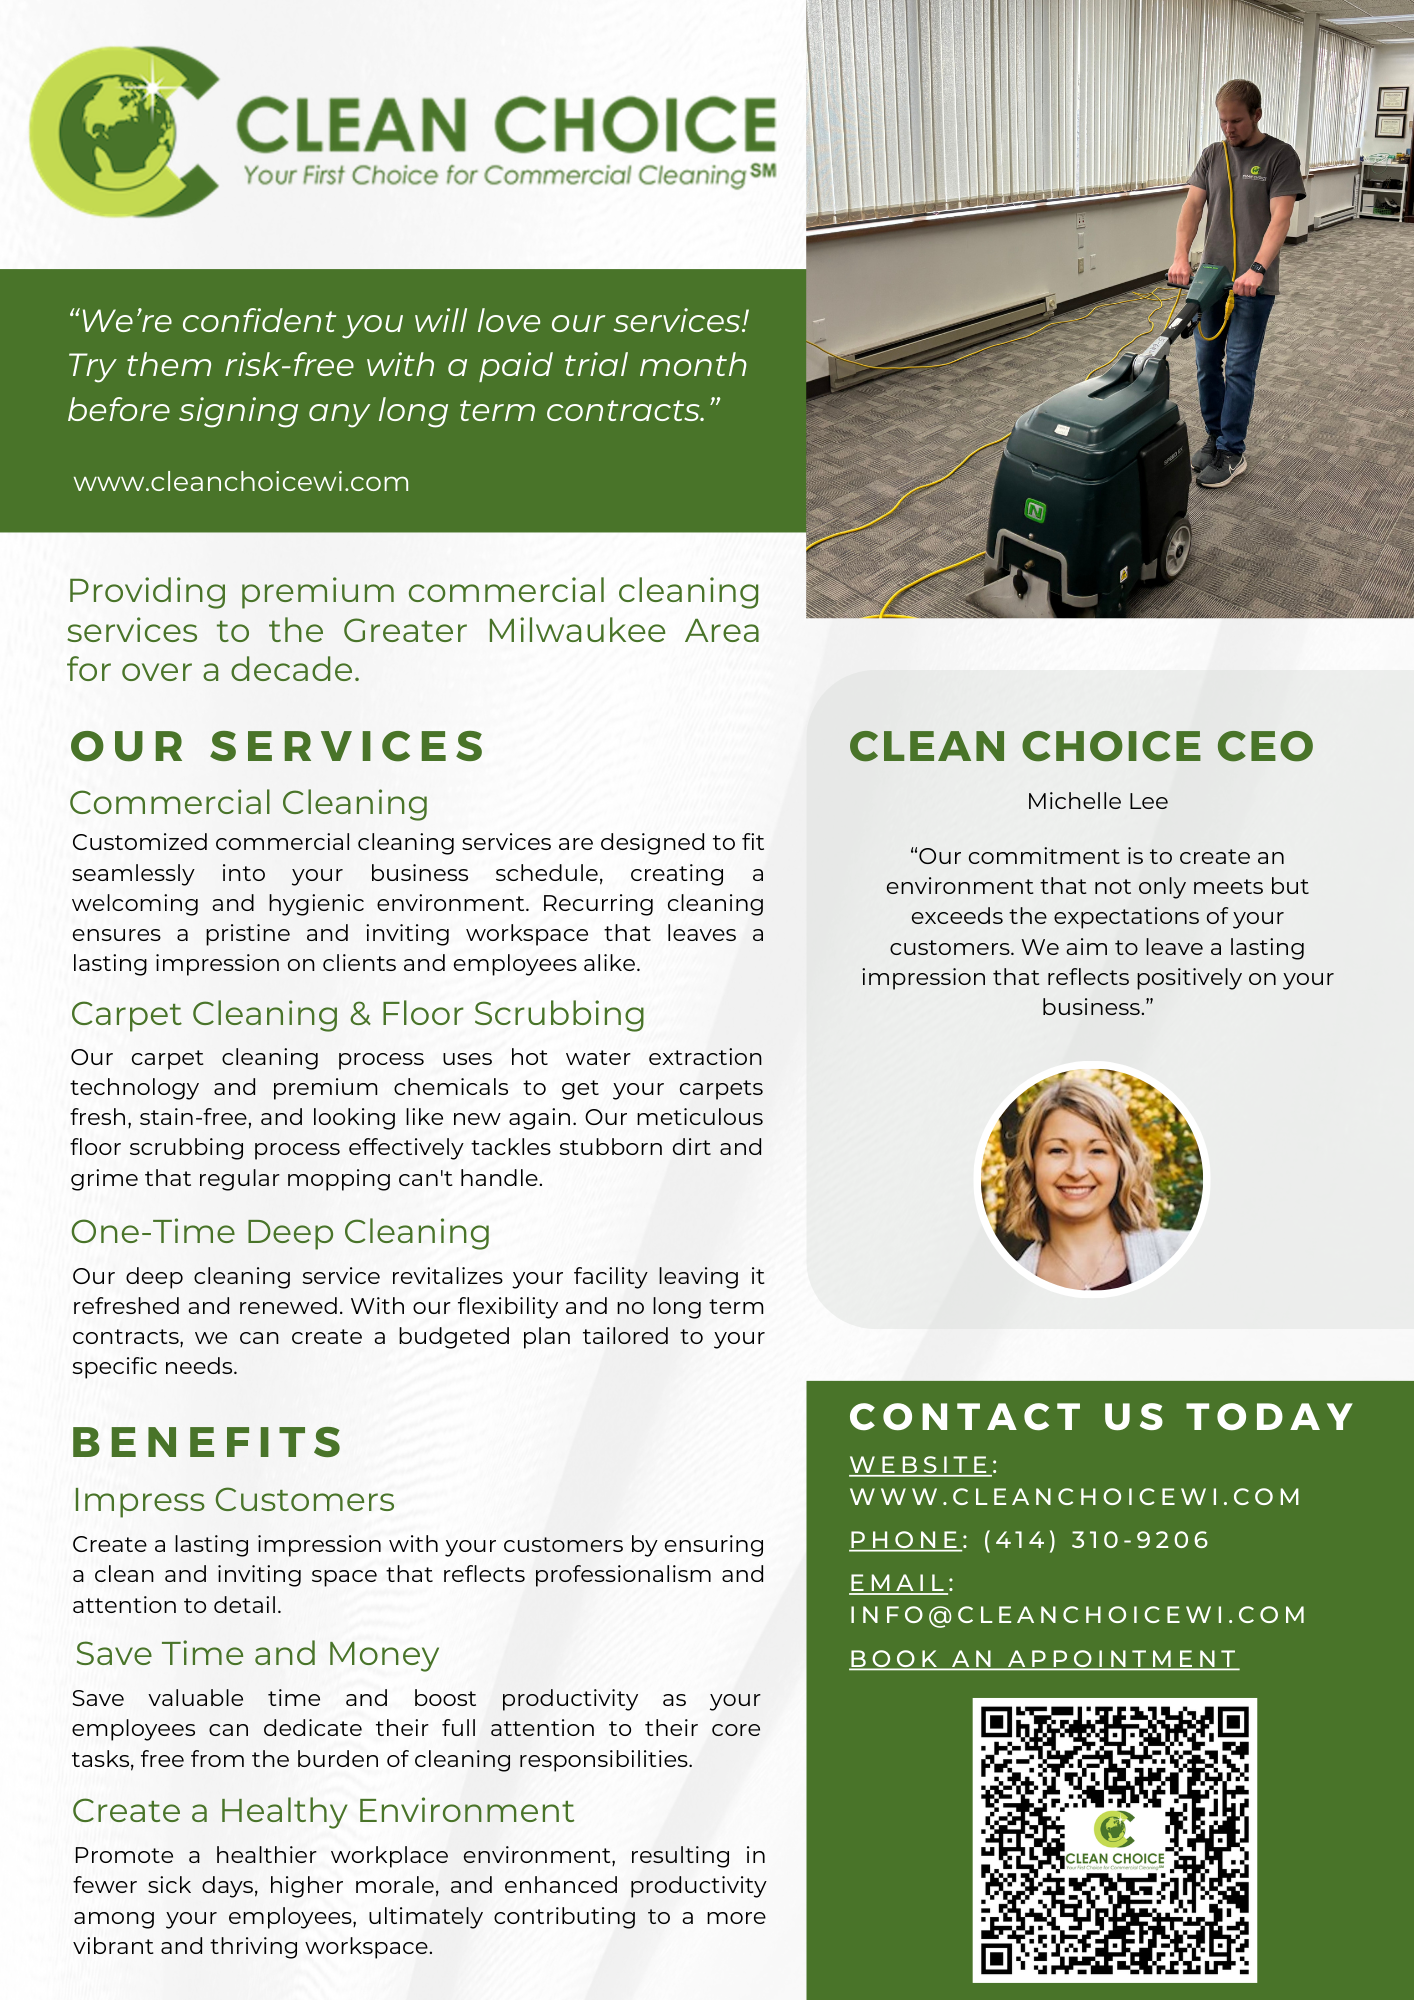 CLEAN CHOICE
Your First Choice for Commercial Cleaning SM
“We’re confident you will love our services!
Try them risk-free with a paid trial month
before signing any long term contracts.”
www.cleanchoicewi.com
Providing premium commercial cleaning
services to the Greater Milwaukee Area
for over a decade.
OUR SERVICES
Commercial Cleaning
Customized commercial cleaning services are designed to fit
seamlessly into your business schedule, creating a
welcoming and hygienic environment. Recurring cleaning
ensures a pristine and inviting workspace that leaves a
lasting impression on clients and employees alike.
Carpet Cleaning & Floor Scrubbing
Our carpet cleaning process uses hot water extraction
technology and premium chemicals to get your carpets
fresh, stain-free, and looking like new again. Our meticulous
floor scrubbing process effectively tackles stubborn dirt and
grime that regular mopping can't handle.
One-Time Deep Cleaning
Our deep cleaning service revitalizes your facility leaving it
refreshed and renewed. With our flexibility and no long term
contracts, we can create a budgeted plan tailored to your
specific needs.
BENEFITS
Impress Customers
Create a lasting impression with your customers by ensuring
a clean and inviting space that reflects professionalism and
attention to detail.
Save Time and Money
Save valuable time and boost productivity as your
employees can dedicate their full attention to their core
tasks, free from the burden of cleaning responsibilities.
Create a Healthy Environment
Promote a healthier workplace environment, resulting in
fewer sick days, higher morale, and enhanced productivity
among your employees, ultimately contributing to a more
vibrant and thriving workspace.
N
CLEAN CHOICE CEO
Michelle Lee
“Our commitment is to create an
environment that not only meets but
exceeds the expectations of your
customers. We aim to leave a lasting
impression that reflects positively on your
business.”
CONTACT US TODAY
WEBSITE:
WWW.CLEANCHOICEWI.COM
PHONE: (414) 310-9206
EMAIL:
INFO@CLEANCHOICEWI.COM
BOOK AN APPOINTMENT
CLEAN CHOICE
Your First Choice for Commercial Cleaning